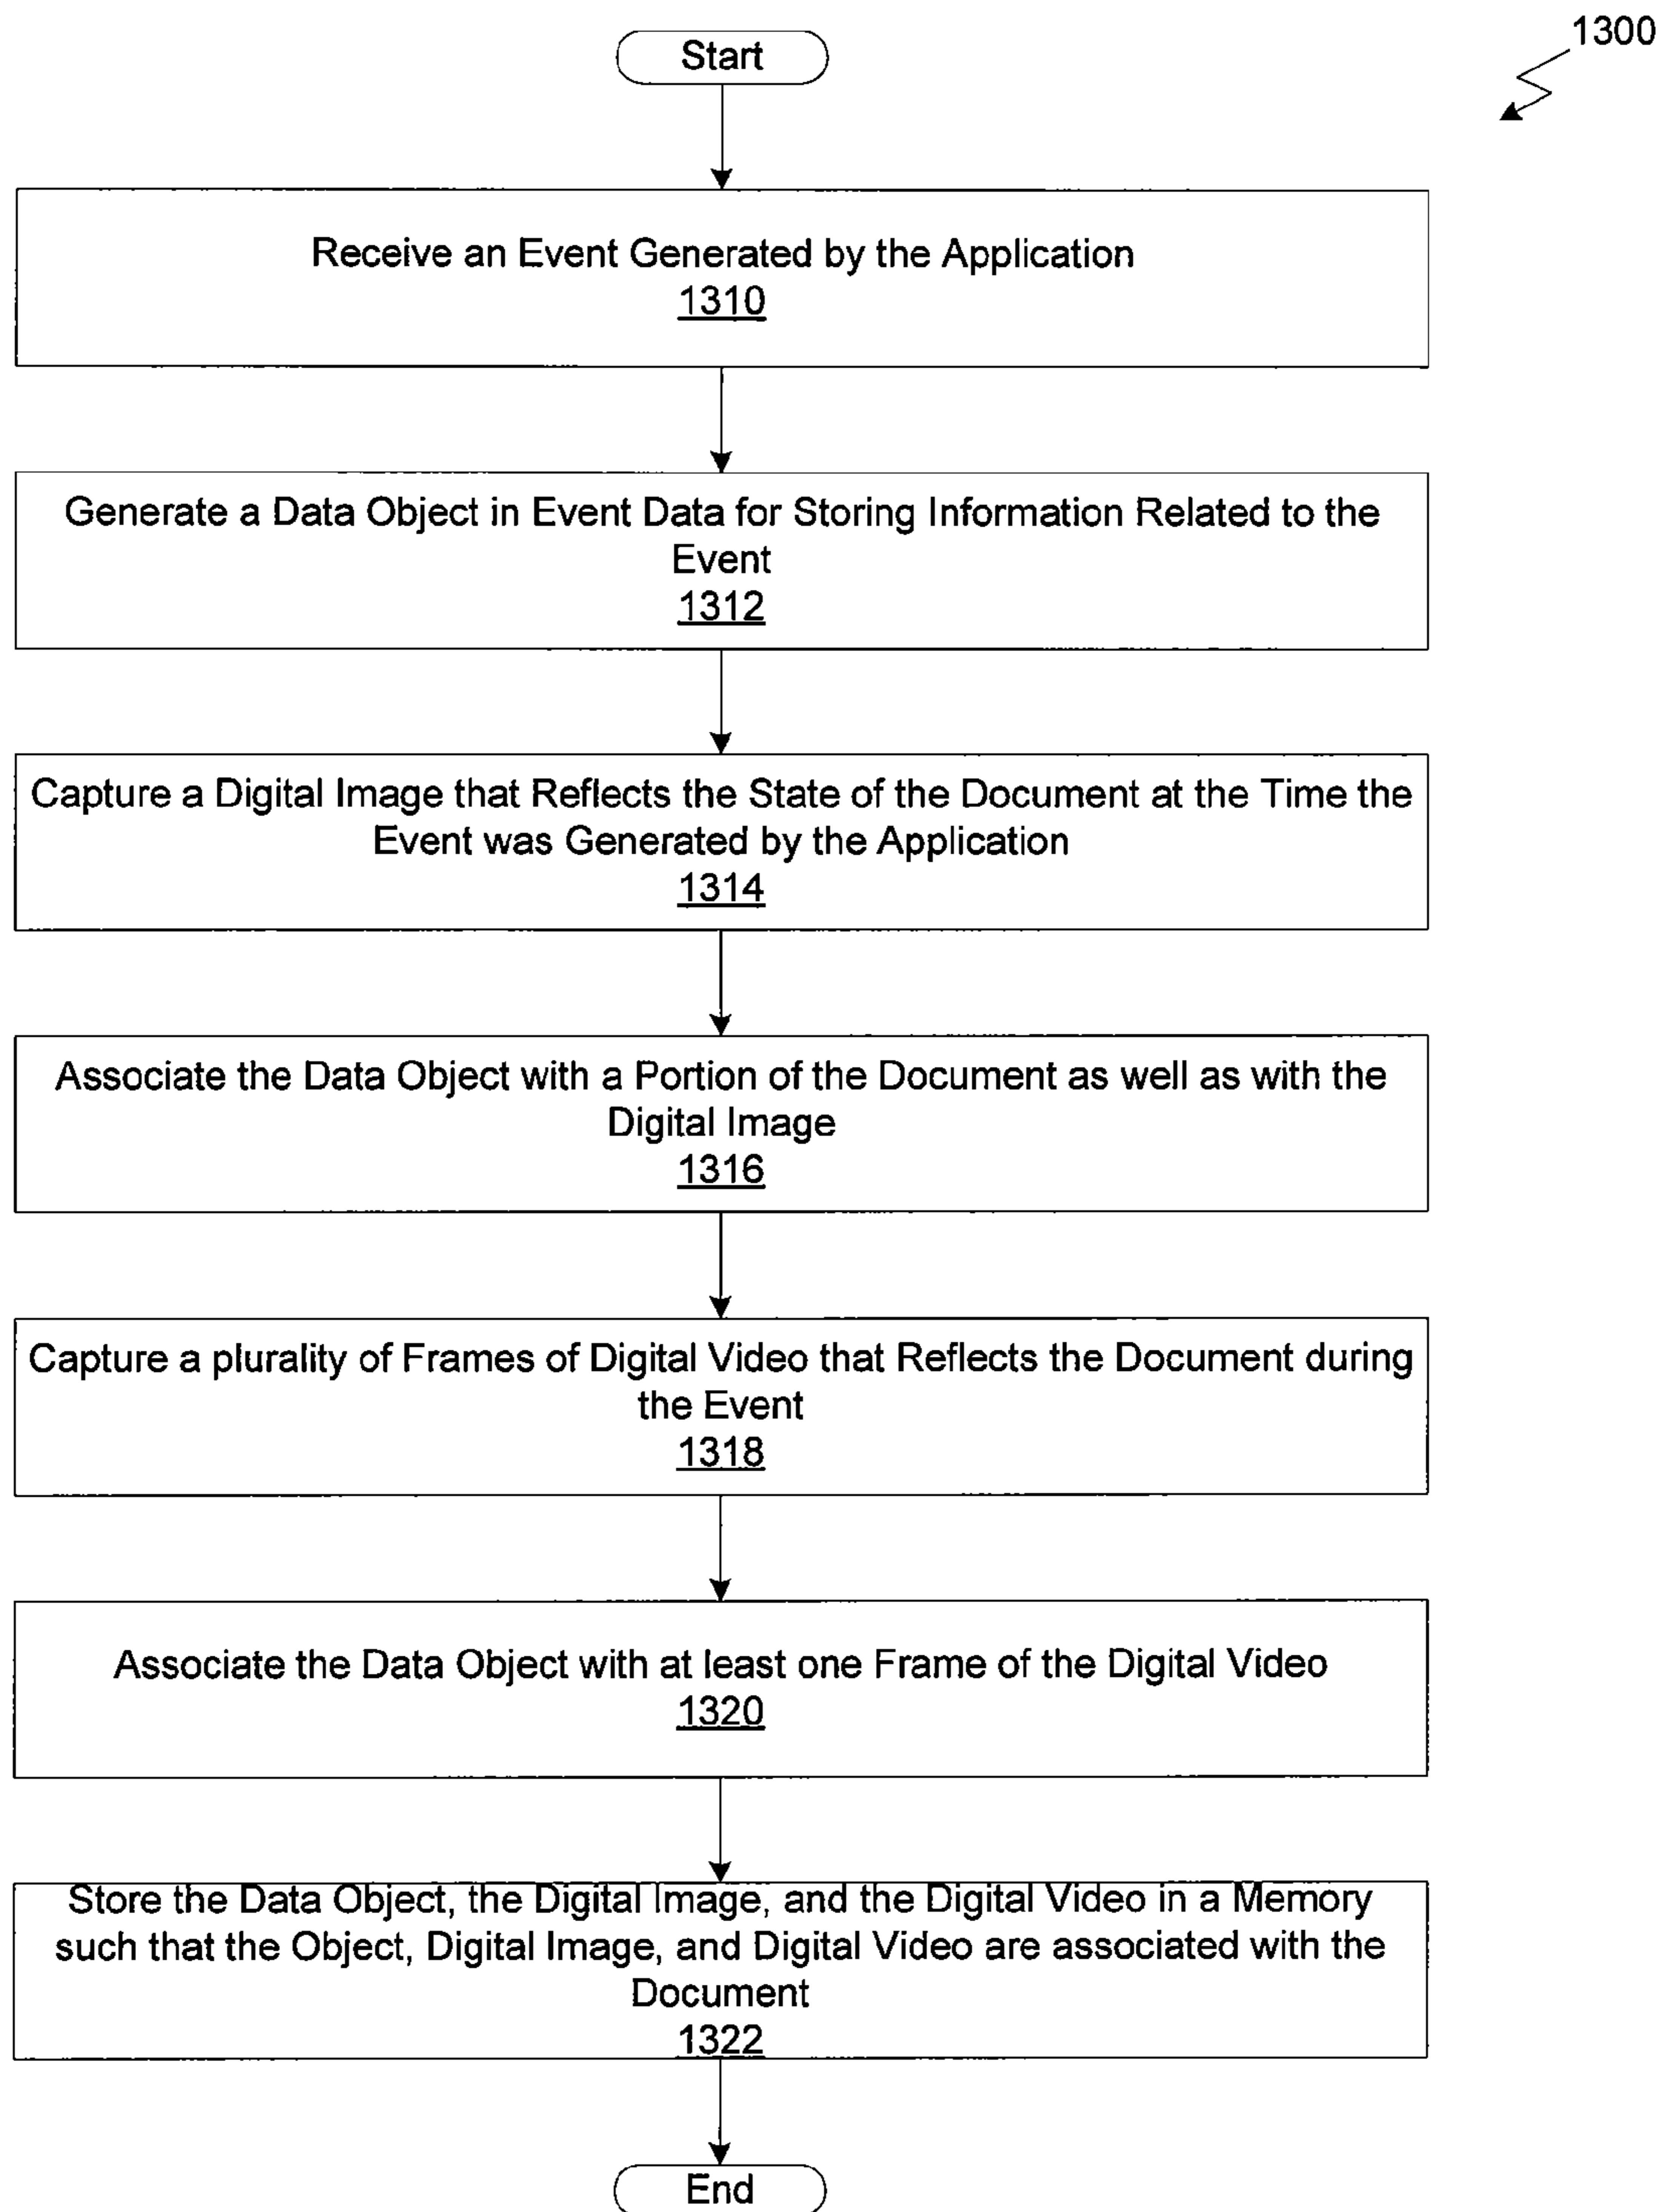 1300
Start
Receive an Event Generated by the Application
1310
Generate a Data Object in Event Data for Storing Information Related to the
Event
1312
Capture a Digital Image that Reflects the State of the Document at the Time the
Event was Generated by the Application
1314
Associate the Data Object with a Portion of the Document as well as with the
Digital Image
1316
Capture a plurality of Frames of Digital Video that Reflects the Document during
the Event
1318
Associate the Data Object with at least one Frame of the Digital Video
1320
Store the Data Object, the Digital Image, and the Digital Video in a Memory
such that the Object, Digital Image, and Digital Video are associated with the
Document
1322
End